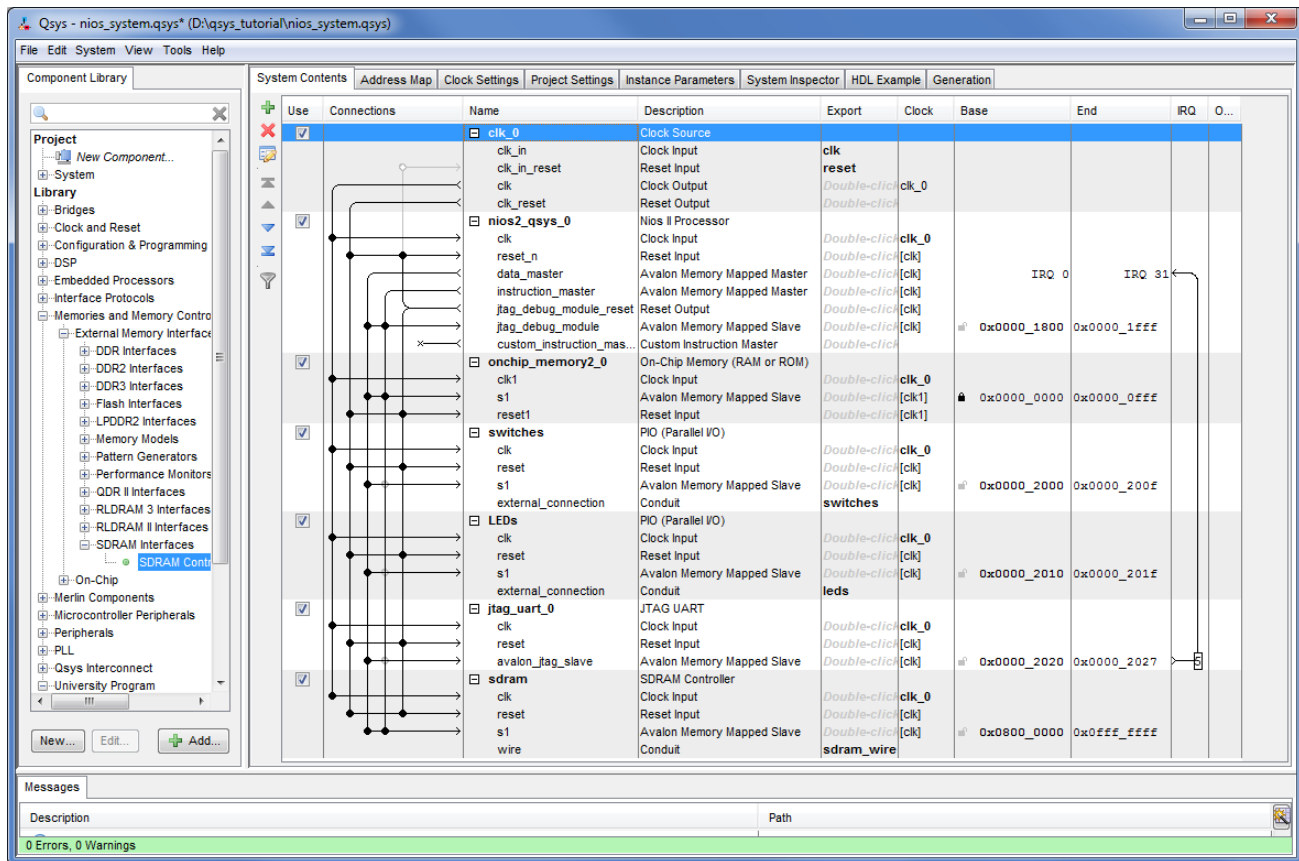 Qsys - nios_system.qsys* (D:\qsys_tutorial\nios_system.qsys)
File Edit System View Tools Help
Component Library
Project
New Component...
System
Library
Bridges
Clock and Reset
Configuration & Programming
DSP
Embedded Processors
Interface Protocols
Memories and Memory Contro
External Memory Interface
DDR Interfaces
DDR2 Interfaces
DDR3 Interfaces
Flash Interfaces
LPDDR2 Interfaces
Memory Models
Pattern Generators
Performance Monitors
QDR II Interfaces
RLDRAM 3 Interfaces
RLDRAM II Interfaces
SDRAM Interfaces
SDRAM Contr
On-Chip
Merlin Components
Microcontroller Peripherals
Peripherals
PLL
Qsys Interconnect
University Program
New... Edit... Add...
System Contents Address Map Clock Settings Project Settings Instance Parameters System Inspector HDL Example Generation
Use Connections Name Description Export Clock Base End IRQ O...
clk_0 Clock Source
clk_in Clock Input clk
clk_in_reset Reset Input reset
clk Clock Output Double-click clk_0
clk_reset Reset Output Double-click
nios2_qsys_0 Nios II Processor
clk Clock Input Double-click clk_0
reset_n Reset Input Double-click [clk]
data_master Avalon Memory Mapped Master Double-click [clk] IRQ 0 IRQ 31
instruction_master Avalon Memory Mapped Master Double-click [clk]
jtag_debug_module_reset Reset Output Double-click [clk]
jtag_debug_module Avalon Memory Mapped Slave Double-click [clk] 0x0000_1800 0x0000_1fff
custom_instruction_mas... Custom Instruction Master Double-click
onchip_memory2_0 On-Chip Memory (RAM or ROM)
clk1 Clock Input Double-click clk_0
s1 Avalon Memory Mapped Slave Double-click [clk1] 0x0000_0000 0x0000_0fff
reset1 Reset Input Double-click [clk1]
switches PIO (Parallel I/O)
clk Clock Input Double-click clk_0
reset Reset Input Double-click [clk]
s1 Avalon Memory Mapped Slave Double-click [clk] 0x0000_2000 0x0000_200f
external_connection Conduit switches
LEDs PIO (Parallel I/O)
clk Clock Input Double-click clk_0
reset Reset Input Double-click [clk]
s1 Avalon Memory Mapped Slave Double-click [clk] 0x0000_2010 0x0000_201f
external_connection Conduit leds
jtag_uart_0 JTAG UART
clk Clock Input Double-click clk_0
reset Reset Input Double-click [clk]
avalon_jtag_slave Avalon Memory Mapped Slave Double-click [clk] 0x0000_2020 0x0000_2027 5
sdram SDRAM Controller
clk Clock Input Double-click clk_0
reset Reset Input Double-click [clk]
s1 Avalon Memory Mapped Slave Double-click [clk] 0x0800_0000 0x0fff_ffff
wire Conduit sdram_wire
Messages
Description Path
0 Errors, 0 Warnings